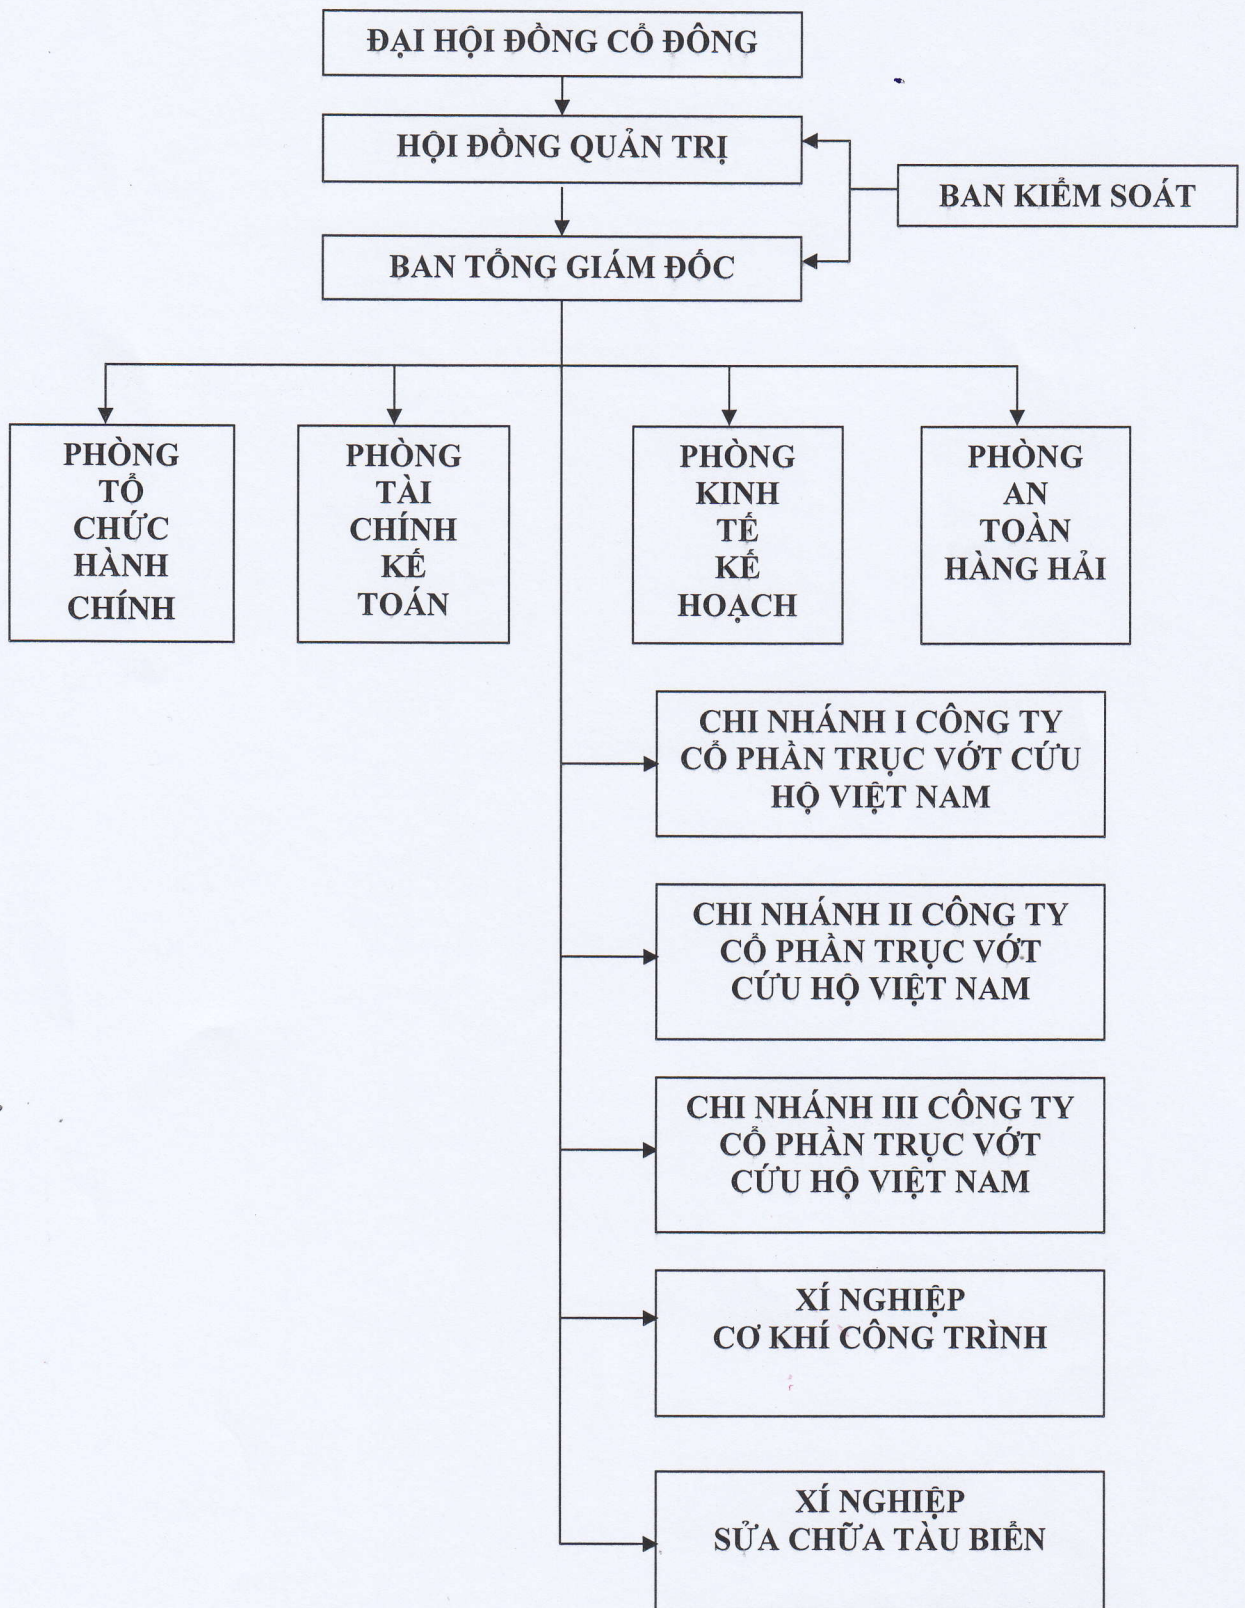 ĐẠI HỘI ĐỒNG CỔ ĐÔNG
HỘI ĐỒNG QUẢN TRỊ
BAN KIỂM SOÁT
BAN TỔNG GIÁM ĐỐC
PHÒNG
TỔ
CHỨC
HÀNH
CHÍNH
PHÒNG
TÀI
CHÍNH
KẾ
TOÁN
PHÒNG
KINH
TẾ
KẾ
HOẠCH
PHÒNG
AN
TOÀN
HÀNG HẢI
CHI NHÁNH I CÔNG TY
CỔ PHẦN TRỤC VỚT CỨU
HỘ VIỆT NAM
CHI NHÁNH II CÔNG TY
CỔ PHẦN TRỤC VỚT
CỨU HỘ VIỆT NAM
CHI NHÁNH III CÔNG TY
CỔ PHẦN TRỤC VỚT
CỨU HỘ VIỆT NAM
XÍ NGHIỆP
CƠ KHÍ CÔNG TRÌNH
XÍ NGHIỆP
SỬA CHỮA TÀU BIỂN